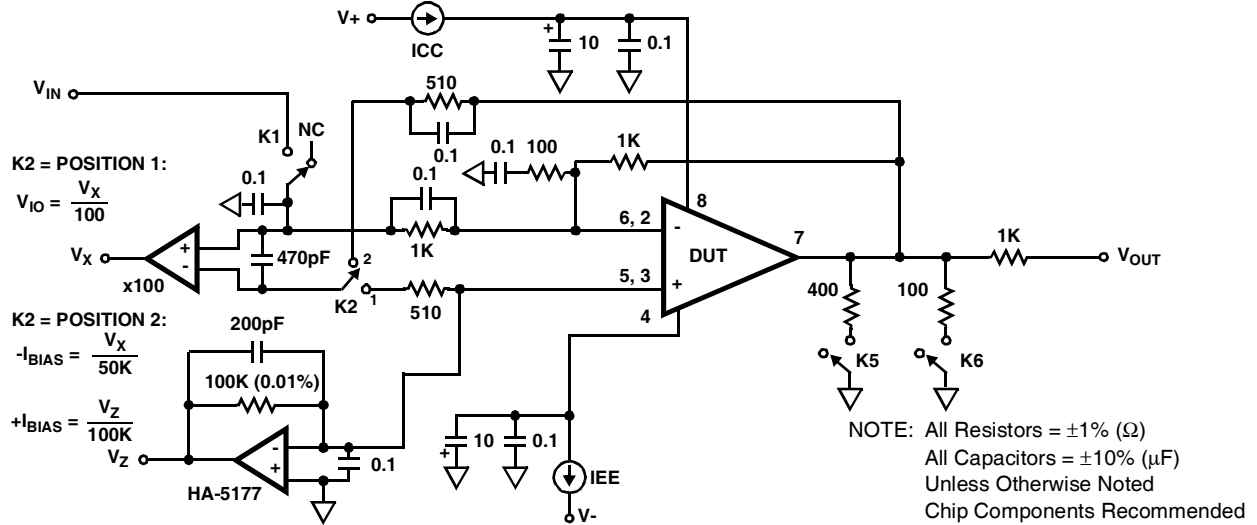 V+
ICC
+
10
0.1
VIN
K1
NC
510
0.1
K2 = POSITION 1:
VIO = VX
100
0.1
0.1
100
1K
0.1
1K
6, 2
-
8
DUT
7
1K
VOUT
VX
x100
+
-
470pF
2
K2
1
510
5, 3
+
4
400
K5
100
K6
K2 = POSITION 2:
-IBIAS = VX
50K
+IBIAS = VZ
100K
200pF
100K (0.01%)
VZ
-
+
HA-5177
0.1
+
10
0.1
IEE
V-
NOTE: All Resistors = ±1% (Ω)
All Capacitors = ±10% (μF)
Unless Otherwise Noted
Chip Components Recommended